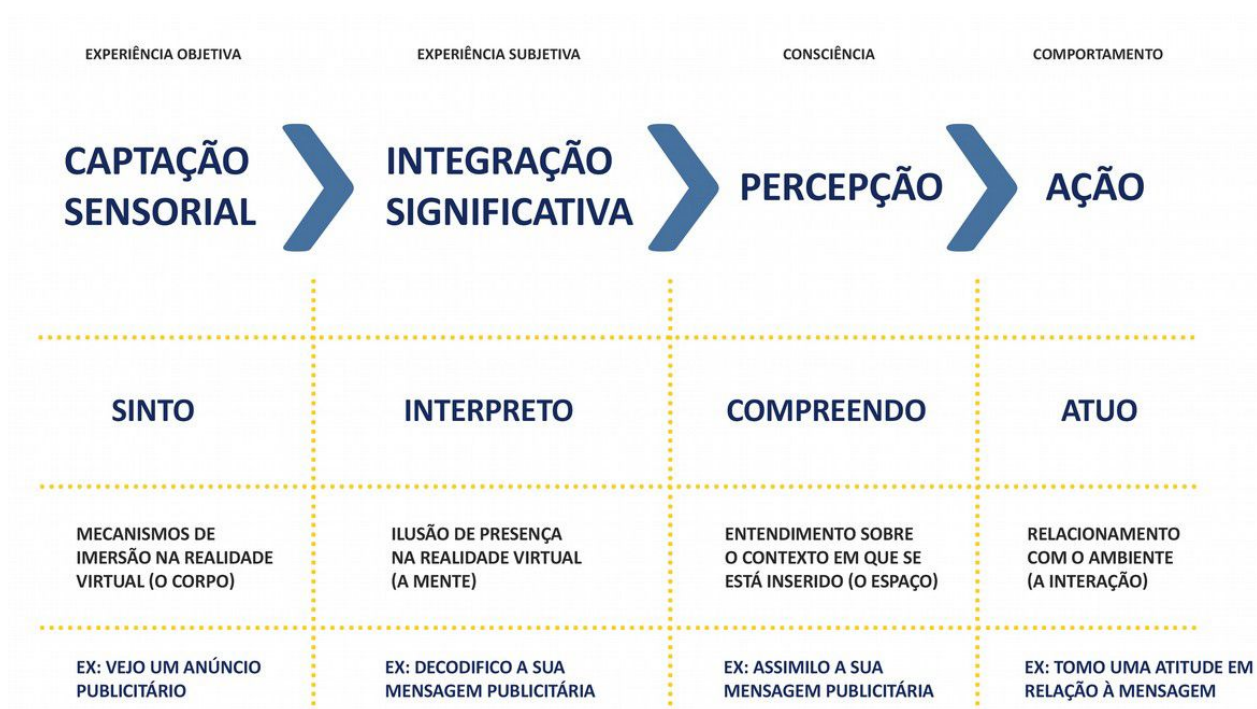 EXPERIÊNCIA OBJETIVA
EXPERIÊNCIA SUBJETIVA
CONSCIÊNCIA
COMPORTAMENTO
CAPTAÇÃO
SENSORIAL
INTEGRAÇÃO
SIGNIFICATIVA
PERCEPÇÃO
AÇÃO
SINTO
INTERPRETO
COMPREENDO
ATUO
MECANISMOS DE
IMERSÃO NA REALIDADE
VIRTUAL (O CORPO)
ILUSÃO DE PRESENÇA
NA REALIDADE VIRTUAL
(A MENTE)
ENTENDIMENTO SOBRE
O CONTEXTO EM QUE SE
ESTÁ INSERIDO (O ESPAÇO)
RELACIONAMENTO
COM O AMBIENTE
(A INTERAÇÃO)
EX: VEJO UM ANÚNCIO
PUBLICITÁRIO
EX: DECODIFICO A SUA
MENSAGEM PUBLICITÁRIA
EX: ASSIMILO A SUA
MENSAGEM PUBLICITÁRIA
EX: TOMO UMA ATITUDE EM
RELAÇÃO À MENSAGEM